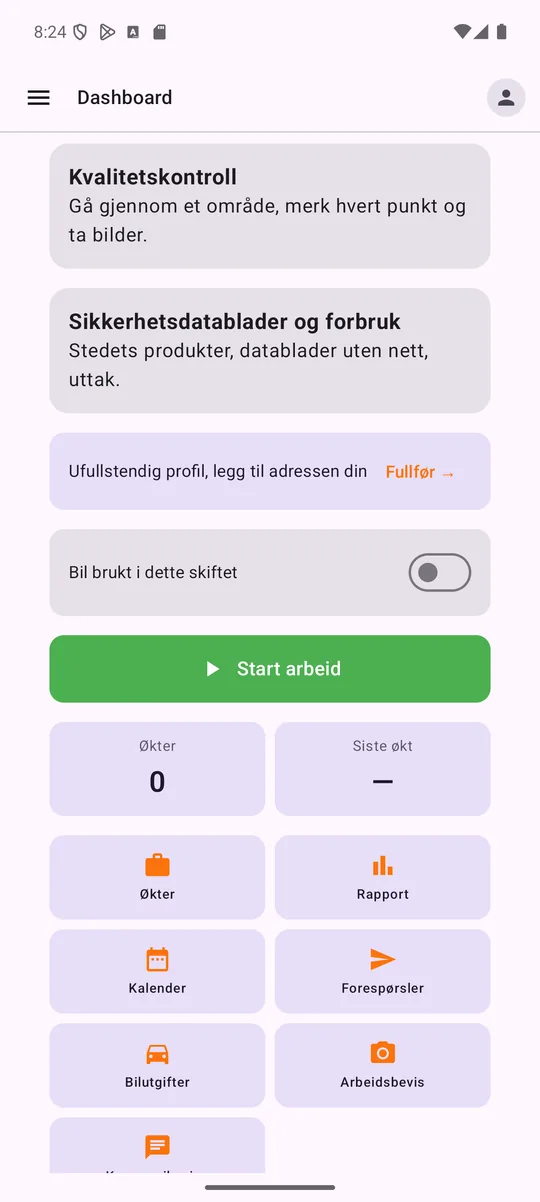 8:24
Dashboard
Kvalitetskontroll
Gå gjennom et område, merk hvert punkt og
ta bilder.
Sikkerhetsdatablader og forbruk
Stedets produkter, datablader uten nett,
uttak.
Ufullstendig profil, legg til adressen din
Fullfør →
Bil brukt i dette skiftet
Start arbeid
Økter
0
Siste økt
—
Økter
Rapport
Kalender
Forespørsler
Bilutgifter
Arbeidsbevis